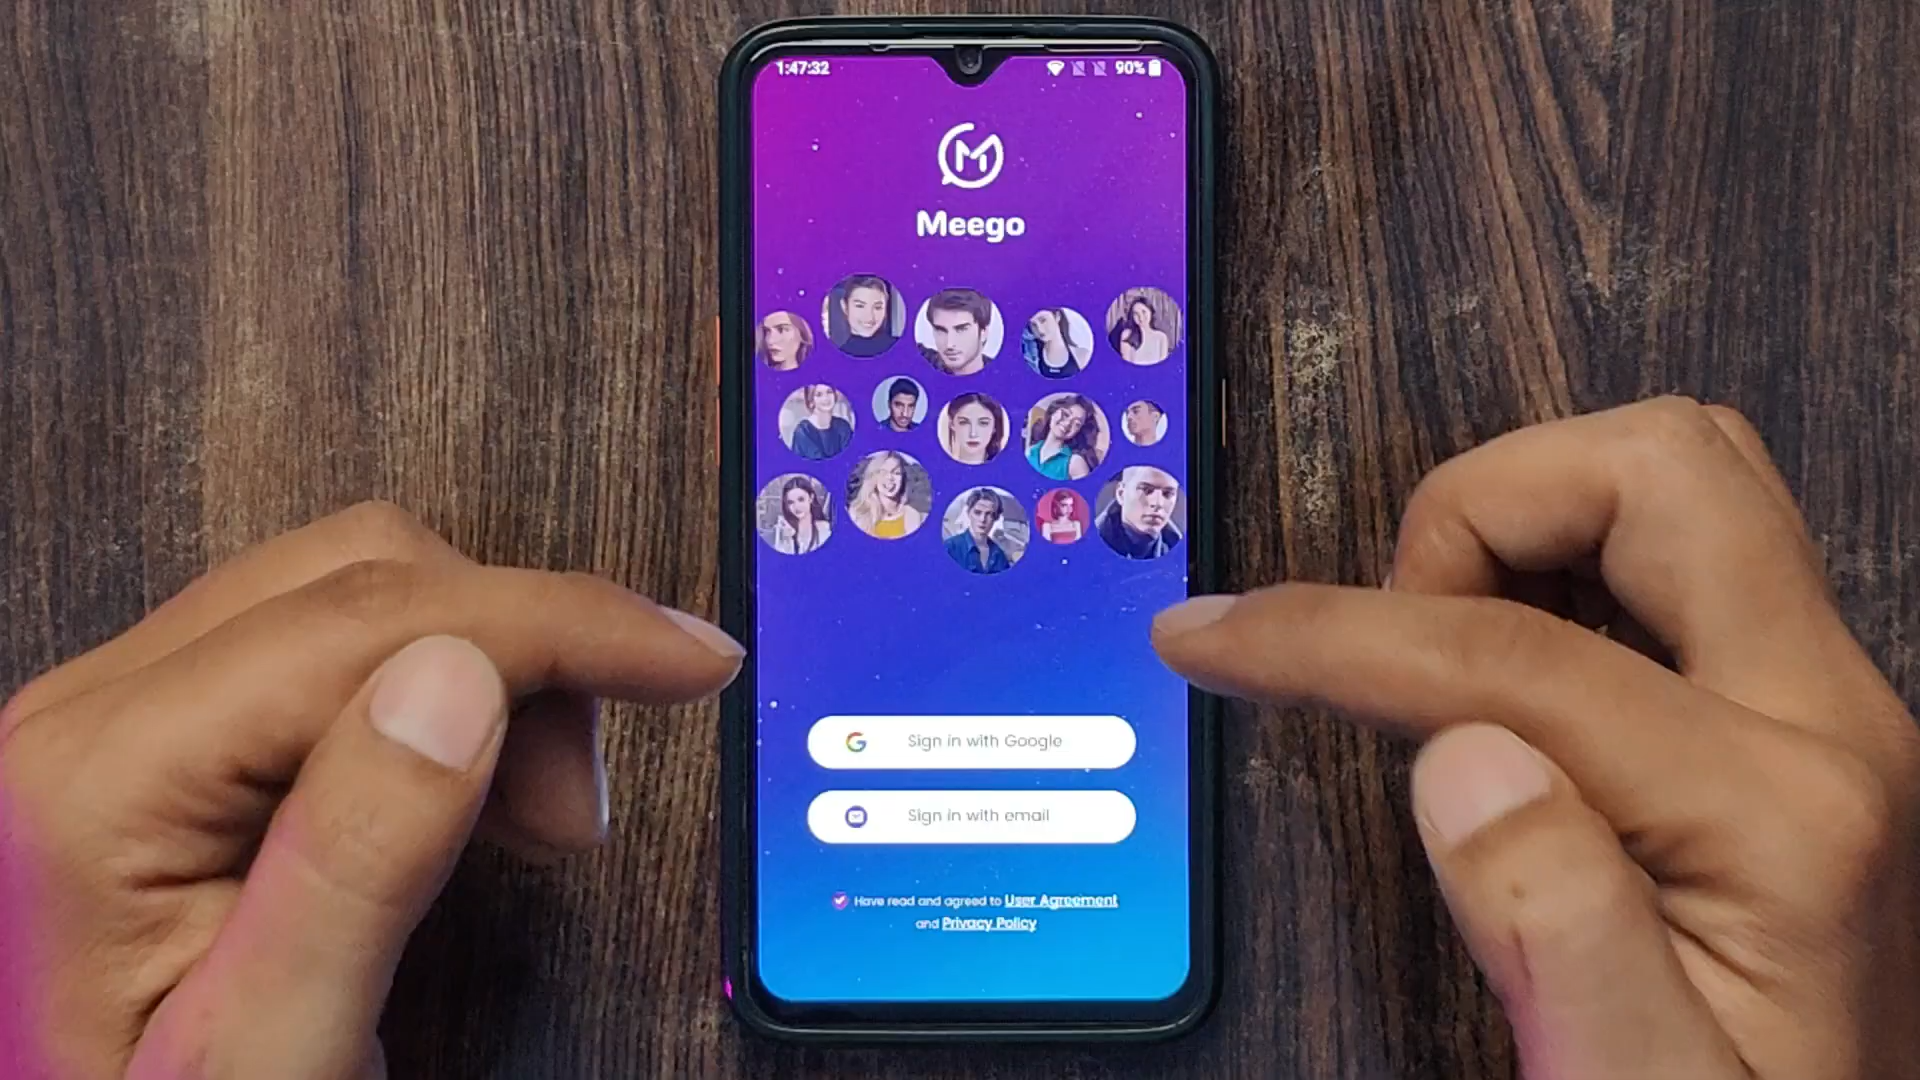 1:47:32
90%
Meego
Sign in with Google
Sign in with email
Have read and agreed to User Agreement
and Privacy Policy